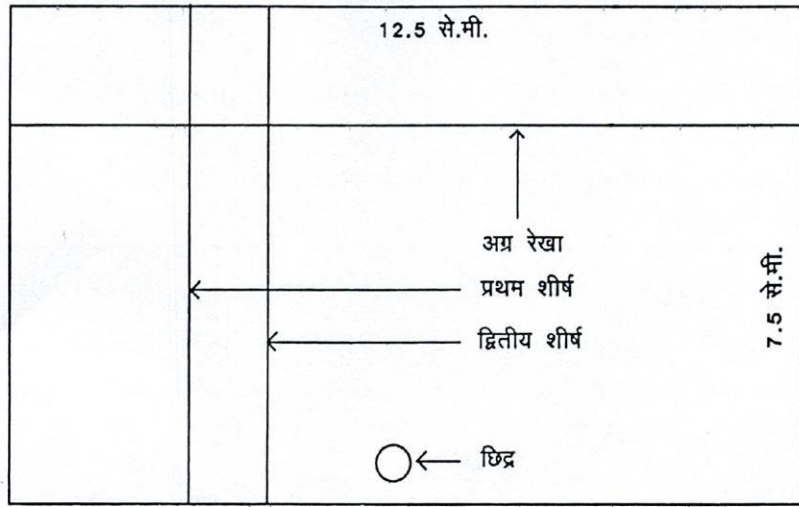 12.5 से.मी.
अग्र रेखा
प्रथम शीर्ष
7.5 से.मी.
द्वितीय शीर्ष
छिद्र